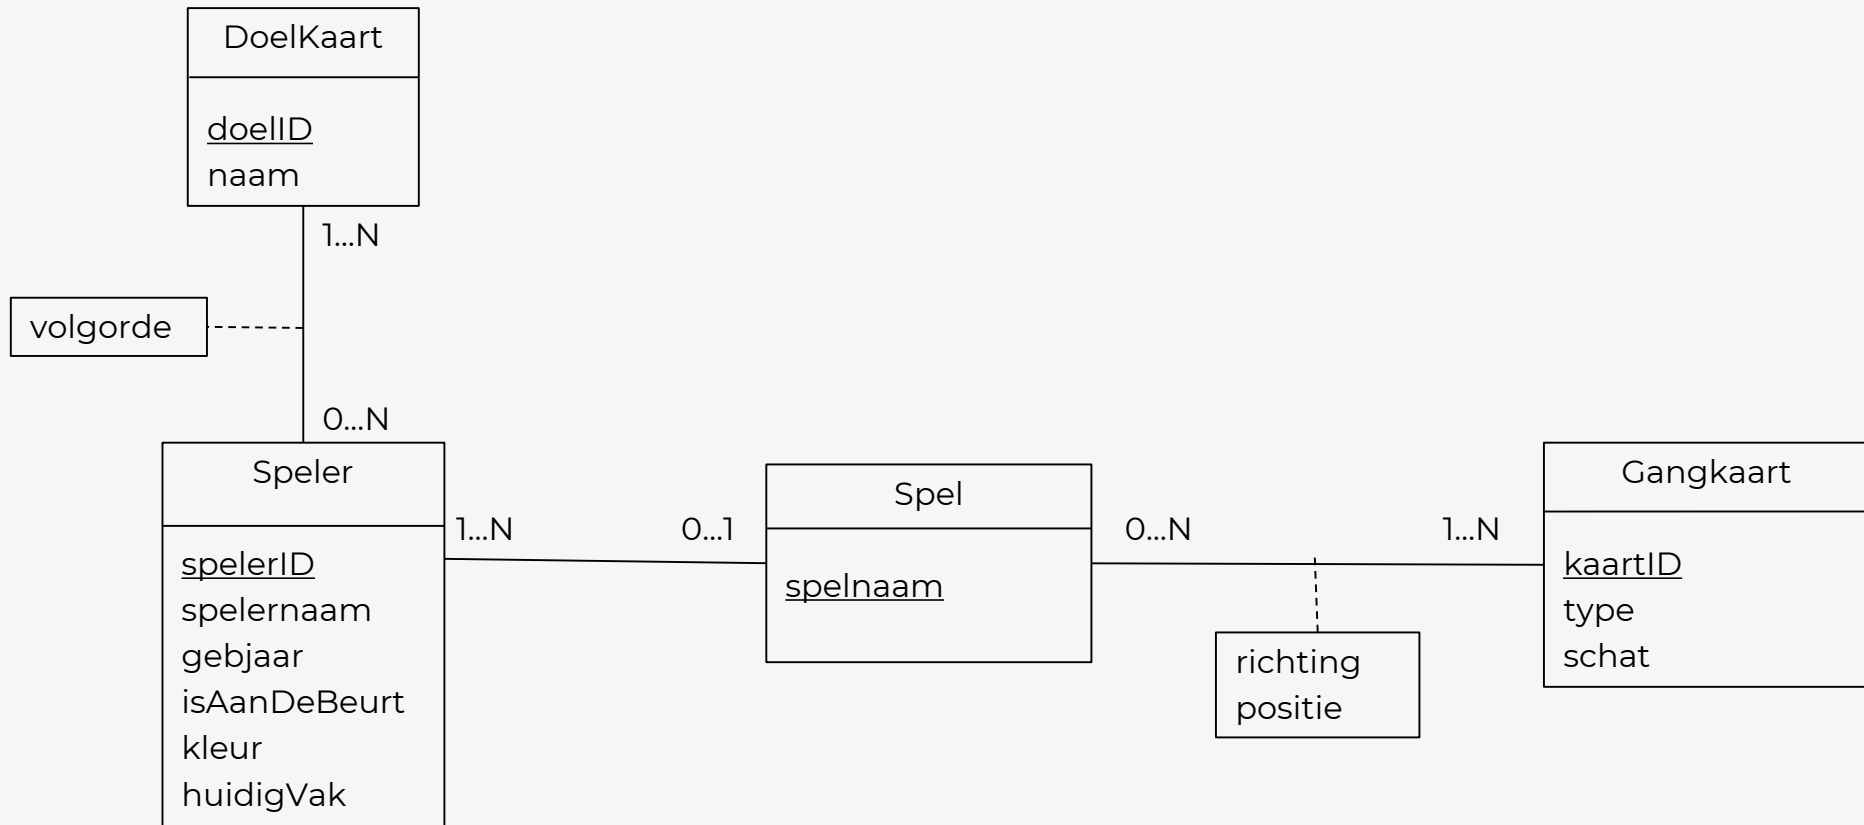 DoelKaart
doelID
naam
1...N
volgorde
0...N
Speler
spelerID
spelernaam
gebjaar
isAanDeBeurt
kleur
huidigVak
1...N
0...1
Spel
spelnaam
0...N
1...N
richting
positie
Gangkaart
kaartID
type
schat